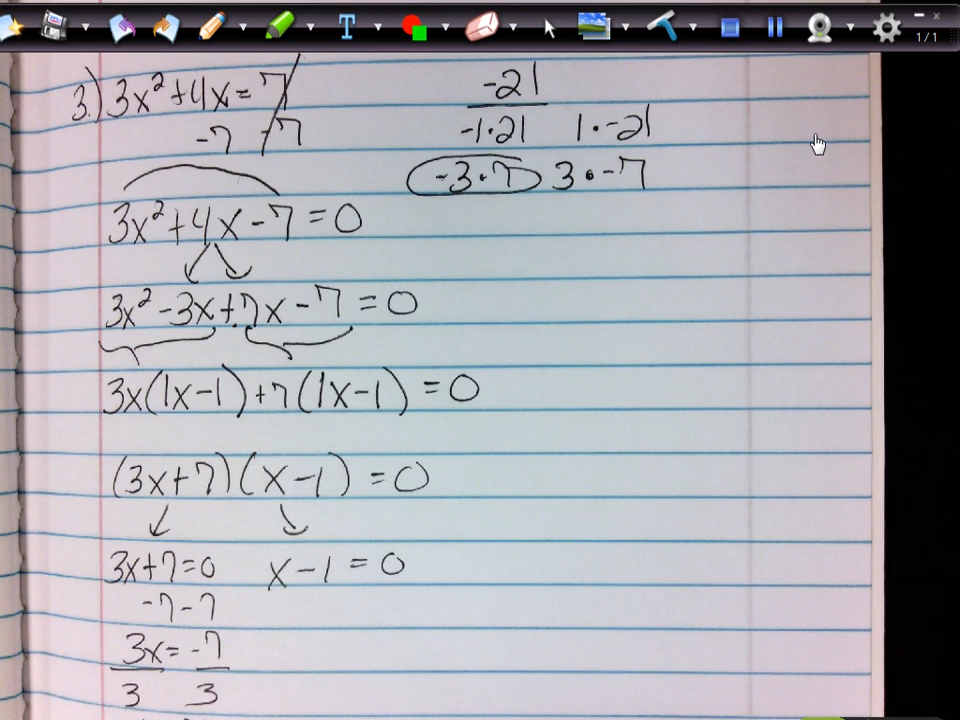 1/1
3.) 3x²+4x=7
-7 -7
-21
-1·21 1·-21
-3·7 3·-7
3x²+4x-7=0
3x²-3x+7x-7=0
3x(1x-1)+7(1x-1)=0
(3x+7)(x-1)=0
3x+7=0 x-1=0
-7-7
3x=-7
3 3